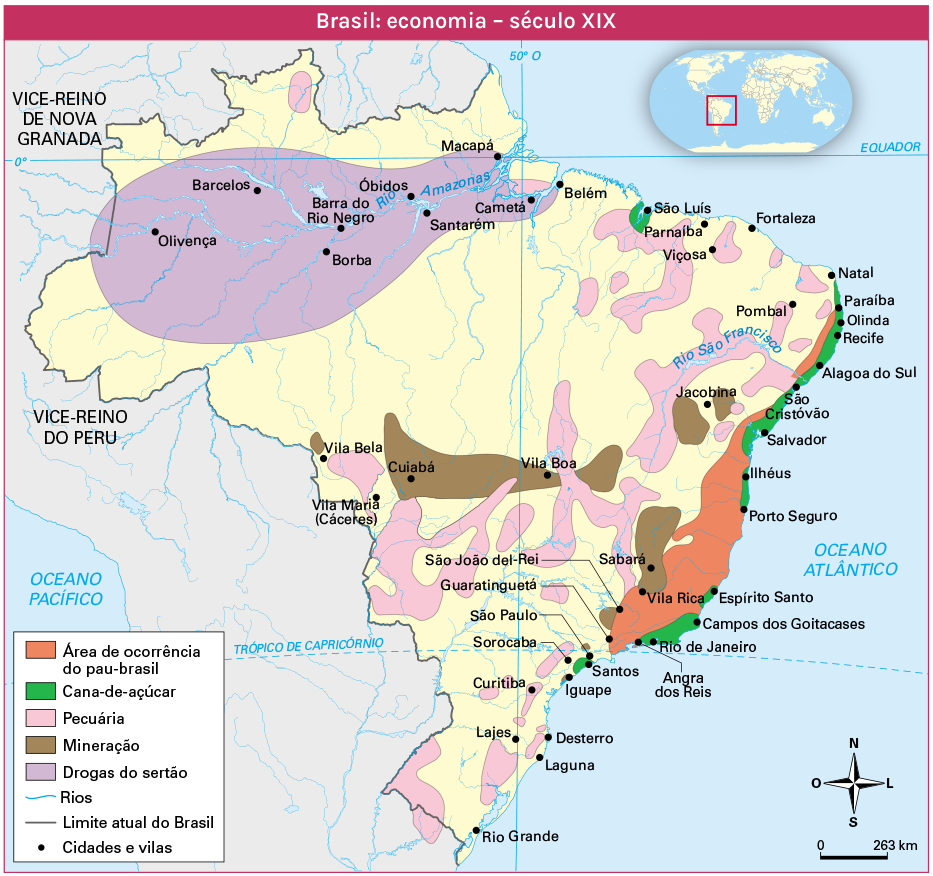 Brasil: economia – século XIX
50° O
VICE-REINO
DE NOVA
GRANADA
0°
EQUADOR
Macapá
Barcelos
Óbidos
Rio Amazonas
Barra do
Rio Negro
Cametá
Belém
Santarém
Olivença
Borba
São Luís
Parnaíba
Fortaleza
Viçosa
Natal
Pombal
Paraíba
Olinda
Recife
Rio São Francisco
Alagoa do Sul
VICE-REINO
DO PERU
Jacobina
São
Cristóvão
Salvador
Vila Bela
Cuiabá
Vila Boa
Ilhéus
Vila Maria
(Cáceres)
Porto Seguro
OCEANO
PACÍFICO
OCEANO
ATLÂNTICO
São João del-Rei
Sabará
Guaratinguetá
Vila Rica
Espírito Santo
São Paulo
Campos dos Goitacases
TRÓPICO DE CAPRICÓRNIO
Sorocaba
Rio de Janeiro
Santos
Angra
dos Reis
Curitiba
Iguape
Lajes
Desterro
Laguna
Rio Grande
Área de ocorrência
do pau-brasil
Cana-de-açúcar
Pecuária
Mineração
Drogas do sertão
Rios
Limite atual do Brasil
Cidades e vilas
N
O
L
S
0
263 km